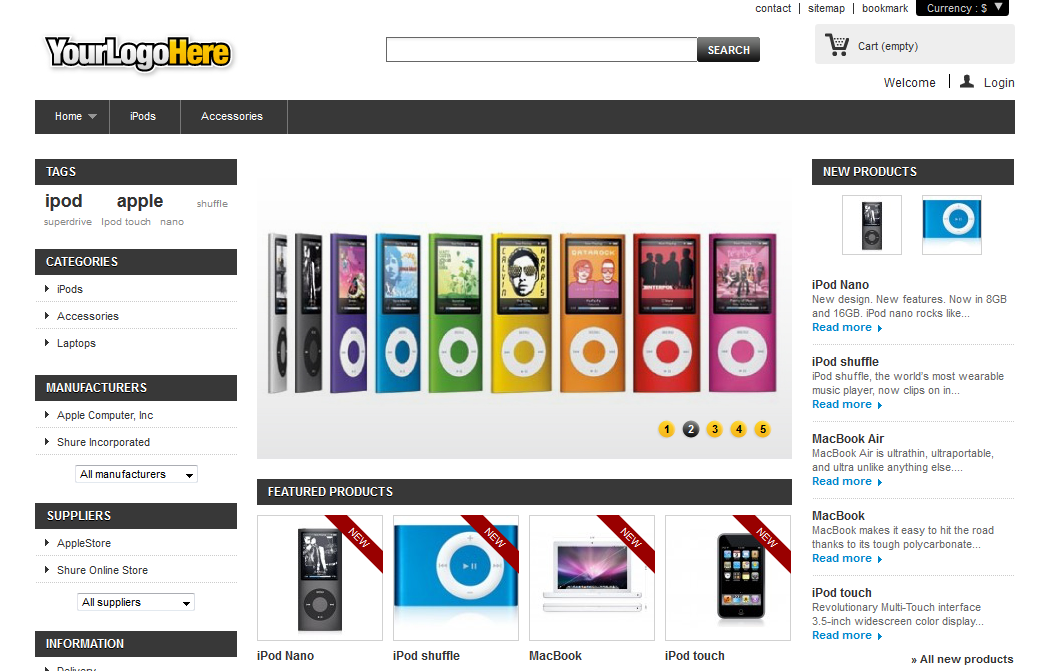 contact | sitemap | bookmark Currency : $ ▼
YourLogoHere
SEARCH
Cart (empty)
Welcome | Login
Home iPods Accessories
TAGS
ipod apple shuffle
superdrive Ipod touch nano
CATEGORIES
iPods
Accessories
Laptops
MANUFACTURERS
Apple Computer, Inc
Shure Incorporated
All manufacturers
SUPPLIERS
AppleStore
Shure Online Store
All suppliers
INFORMATION
Delivery
CALVIN HARRIS
DATAROCK
INTERPOL
1 2 3 4 5
FEATURED PRODUCTS
NEW NEW NEW NEW
MENU
iPod Nano iPod shuffle MacBook iPod touch
NEW PRODUCTS
iPod Nano
New design. New features. Now in 8GB
and 16GB. iPod nano rocks like...
Read more
iPod shuffle
iPod shuffle, the world's most wearable
music player, now clips on in...
Read more
MacBook Air
MacBook Air is ultrathin, ultraportable,
and ultra unlike anything else....
Read more
MacBook
MacBook makes it easy to hit the road
thanks to its tough polycarbonate...
Read more
iPod touch
Revolutionary Multi-Touch interface
3.5-inch widescreen color display...
Read more
» All new products